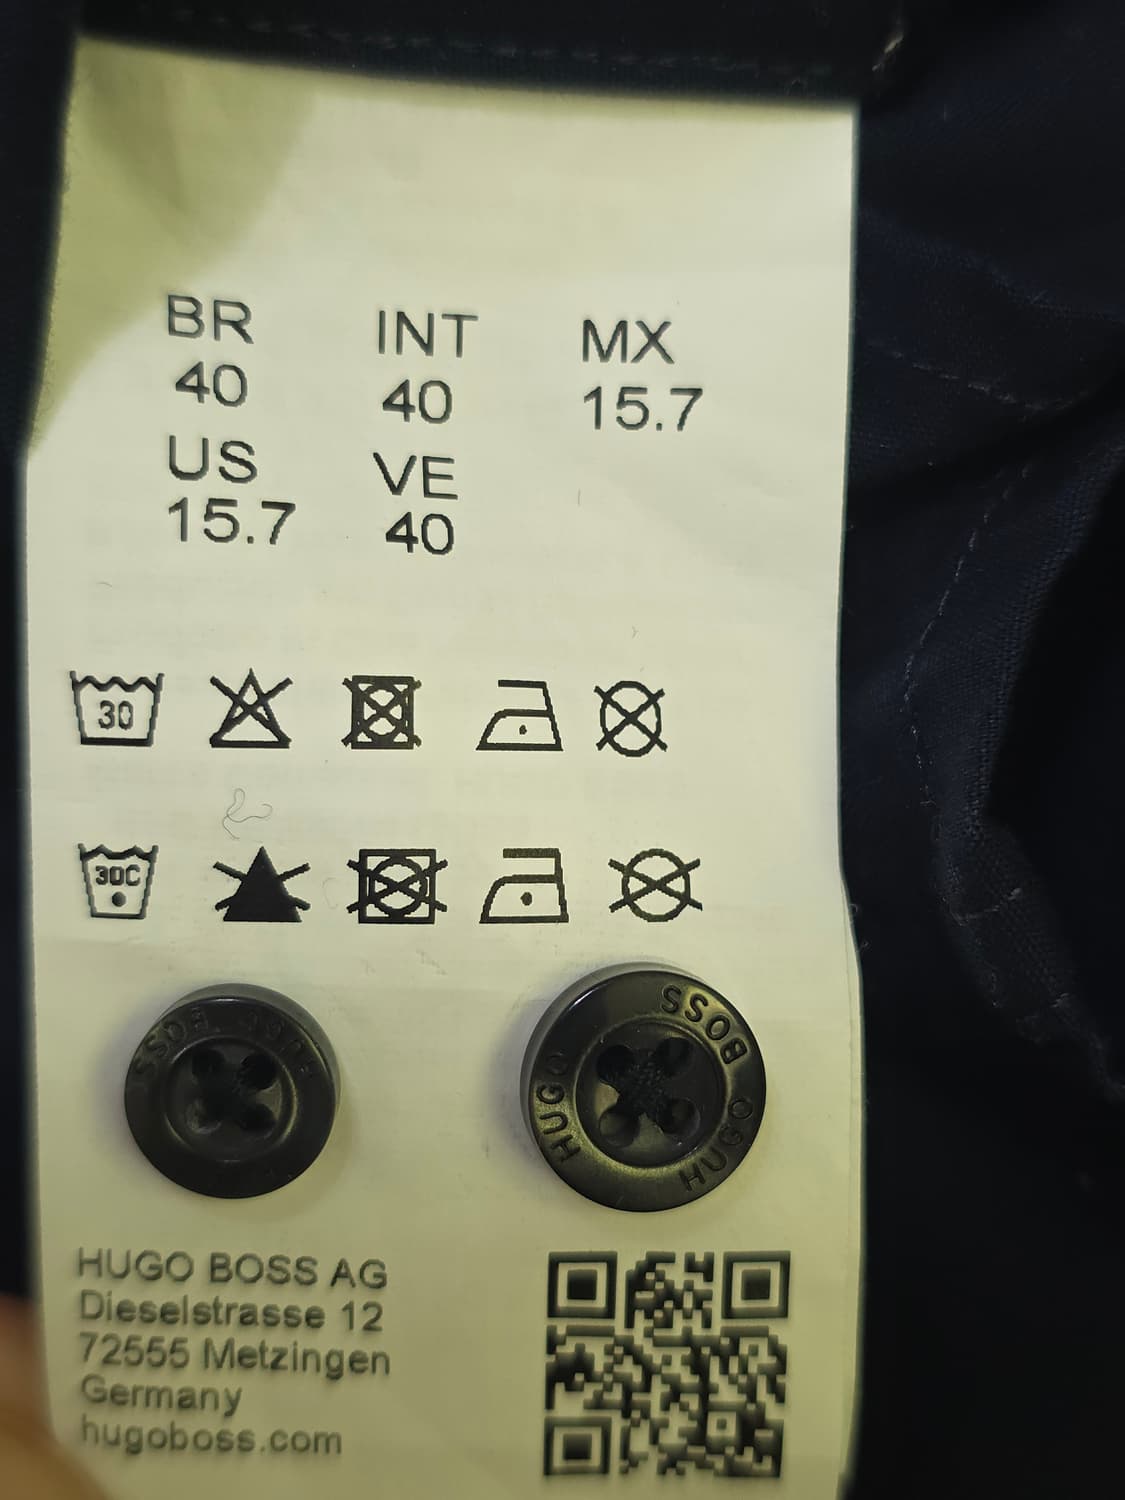 BR INT MX
40 40 15.7
US VE
15.7 40
30
30C
HUGO BOSS HUGO
HUGO BOSS AG
Dieselstrasse 12
72555 Metzingen
Germany
hugoboss.com